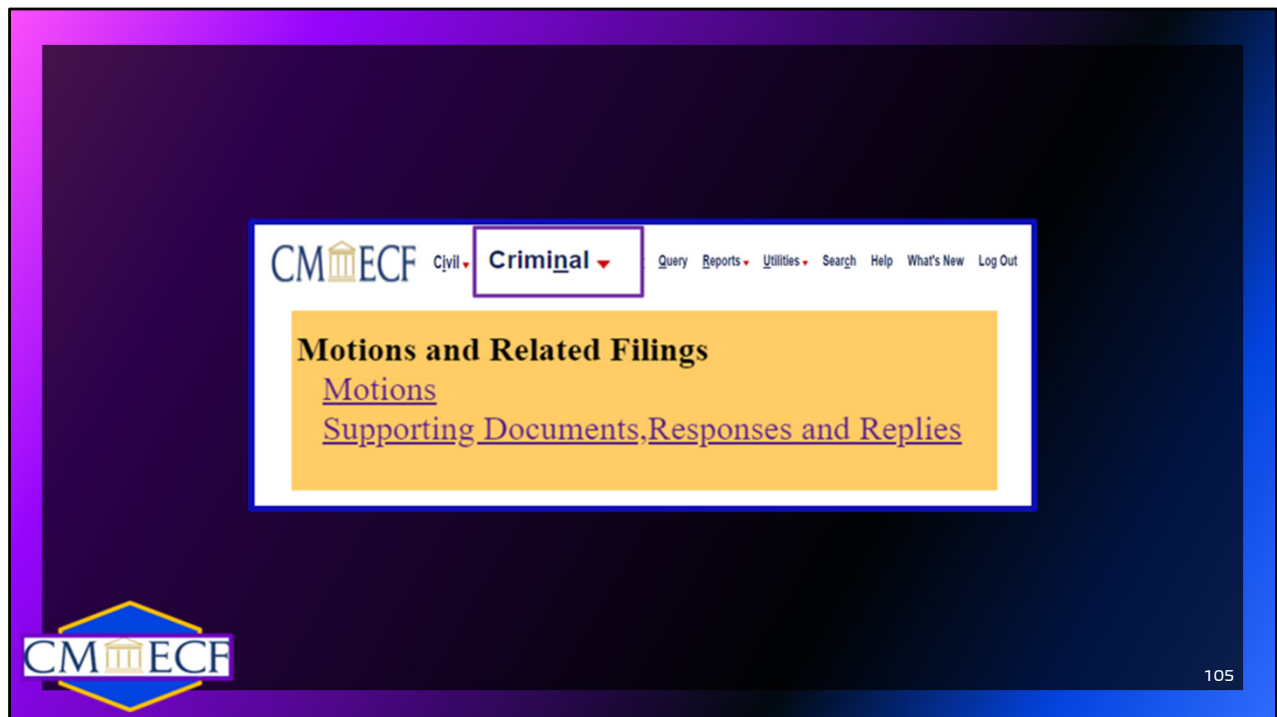 CM ECF Civil Criminal Query Reports Utilities Search Help What's New Log Out
Motions and Related Filings
Motions
Supporting Documents,Responses and Replies
CM ECF
105